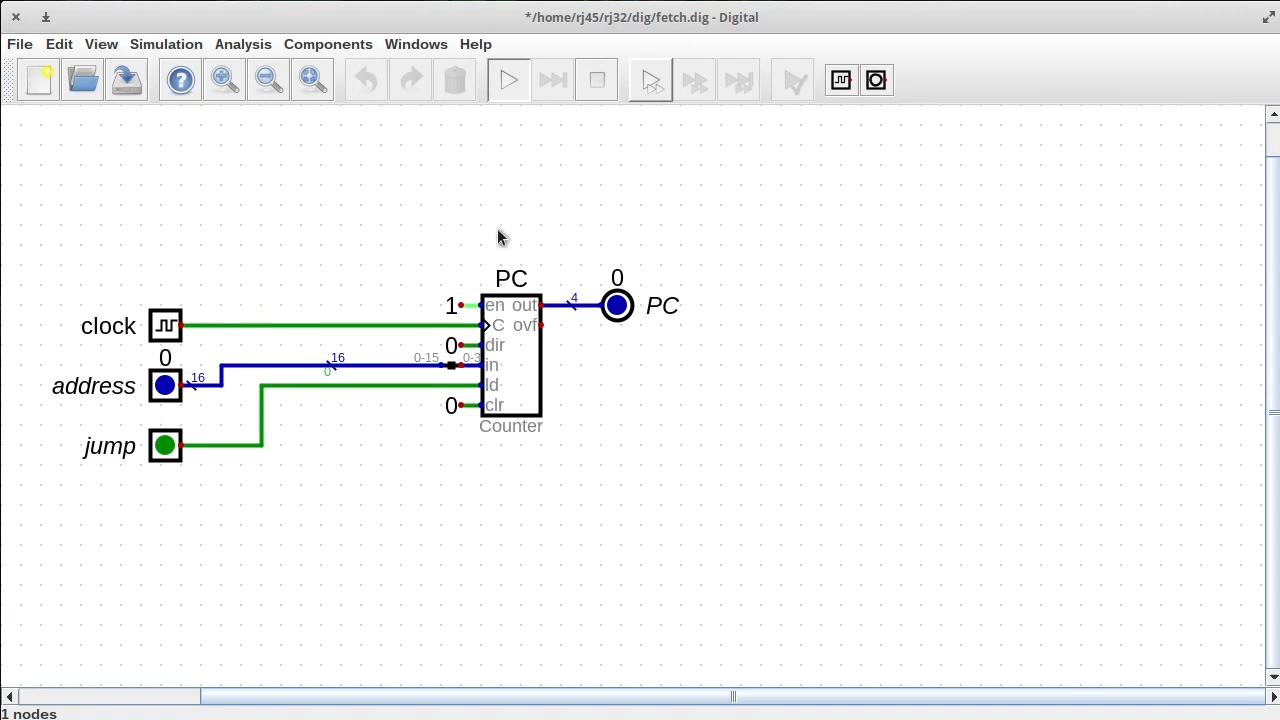 */home/rj45/rj32/dig/fetch.dig - Digital
File Edit View Simulation Analysis Components Windows Help
PC
0
1
en out
4
PC
clock
C ovf
0
dir
0
16
0-15
0-3
in
address
16
0
ld
0
clr
Counter
jump
1 nodes